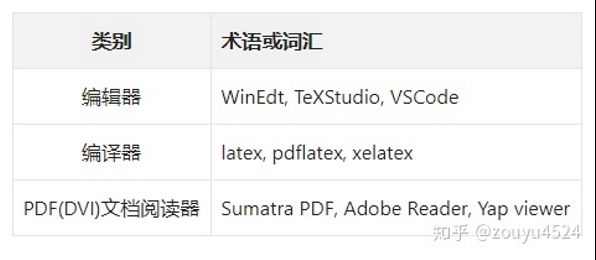 类别 术语或词汇
编辑器 WinEdt, TeXStudio, VSCode
编译器 latex, pdflatex, xelatex
PDF(DVI)文档阅读器 Sumatra PDF, Adobe Reader, Yap viewer
知乎 @zouyu4524